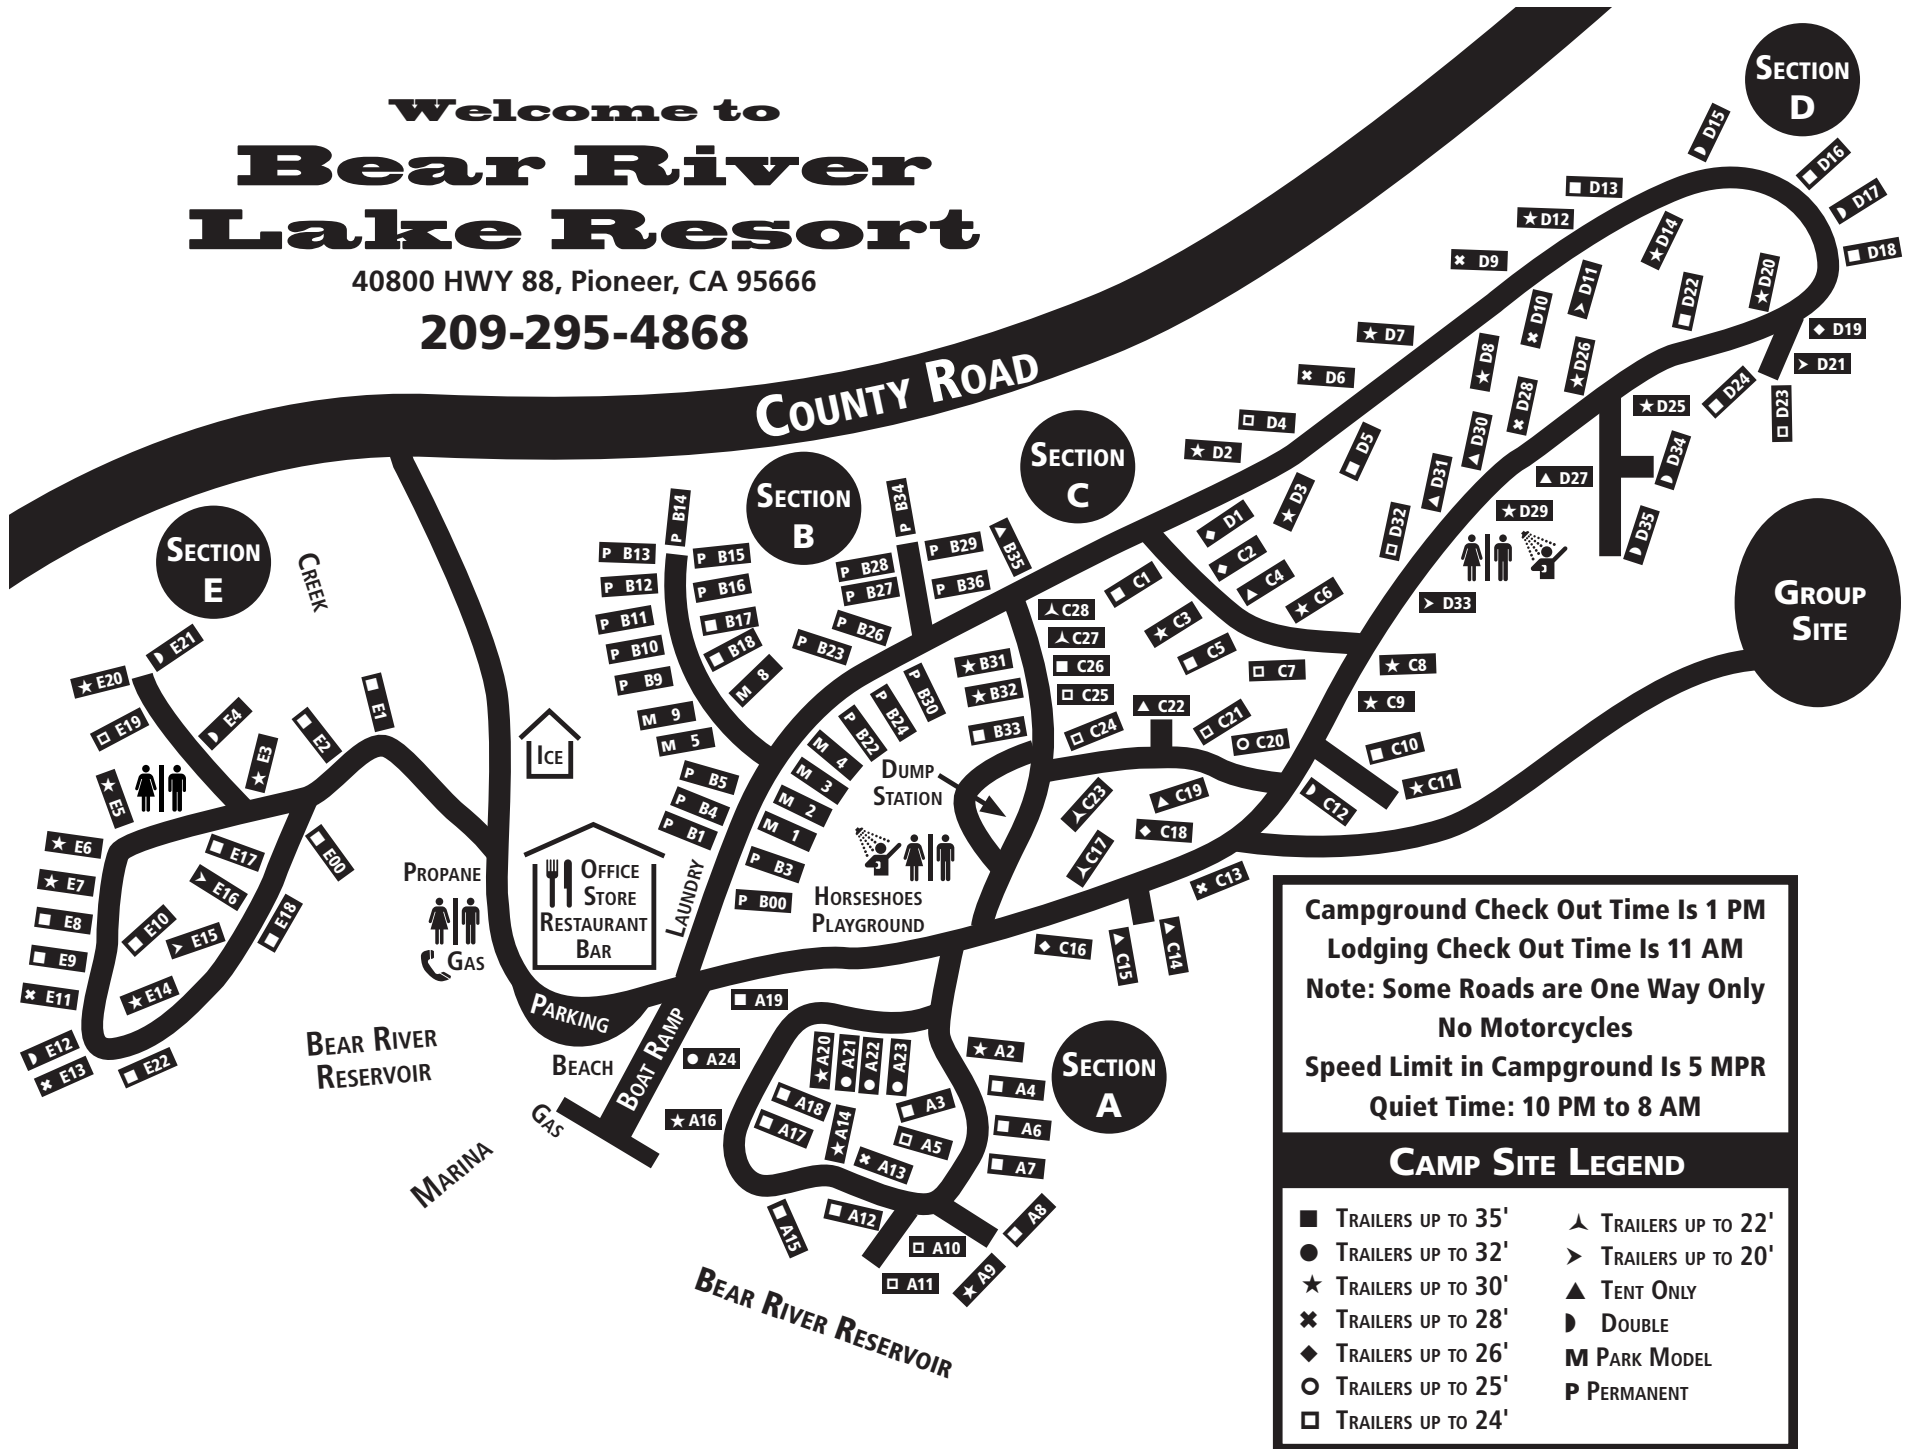 Welcome to
Bear River
Lake Resort
40800 HWY 88, Pioneer, CA 95666
209-295-4868
COUNTY ROAD
SECTION
D
D15
D16
D17
D18
D13
D12
D14
D9
D11
D20
D22
D10
D19
D7
D8
D26
D21
D6
D28
D24
D25
D23
D4
D5
D30
D2
D34
D31
D27
D3
D29
D32
D35
D33
D1
GROUP
SITE
SECTION
C
C2
C4
C1
C6
C28
C3
C27
C5
C26
C7
C8
C25
C9
C22
C24
C21
C20
C10
C11
C12
C23
C19
C18
C17
C13
C16
C15
C14
SECTION
B
B14
B34
B35
B13
B15
B29
B12
B16
B28
B27
B36
B11
B17
B26
B10
B18
B23
B9
M 8
B31
B30
B32
B24
M 9
B22
B33
M 5
M 4
B5
M 3
B4
M 2
B1
M 1
B3
B00
SECTION
E
CREEK
E21
E20
E4
E1
E19
E2
E3
E5
E6
E17
E00
E7
E16
E8
E10
E15
E18
E9
E11
E14
E12
E13
E22
ICE
DUMP
STATION
PROPANE
GAS
OFFICE
STORE
RESTAURANT
BAR
LAUNDRY
HORSESHOES
PLAYGROUND
PARKING
BEACH
BOAT RAMP
GAS
MARINA
BEAR RIVER
RESERVOIR
SECTION
A
A19
A24
A20
A21
A22
A23
A2
A4
A16
A18
A3
A17
A14
A5
A6
A13
A7
A15
A12
A8
A10
A11
A9
BEAR RIVER RESERVOIR
Campground Check Out Time Is 1 PM
Lodging Check Out Time Is 11 AM
Note: Some Roads are One Way Only
No Motorcycles
Speed Limit in Campground Is 5 MPR
Quiet Time: 10 PM to 8 AM
CAMP SITE LEGEND
TRAILERS UP TO 35'
TRAILERS UP TO 32'
TRAILERS UP TO 30'
TRAILERS UP TO 28'
TRAILERS UP TO 26'
TRAILERS UP TO 25'
TRAILERS UP TO 24'
TRAILERS UP TO 22'
TRAILERS UP TO 20'
TENT ONLY
DOUBLE
M PARK MODEL
P PERMANENT